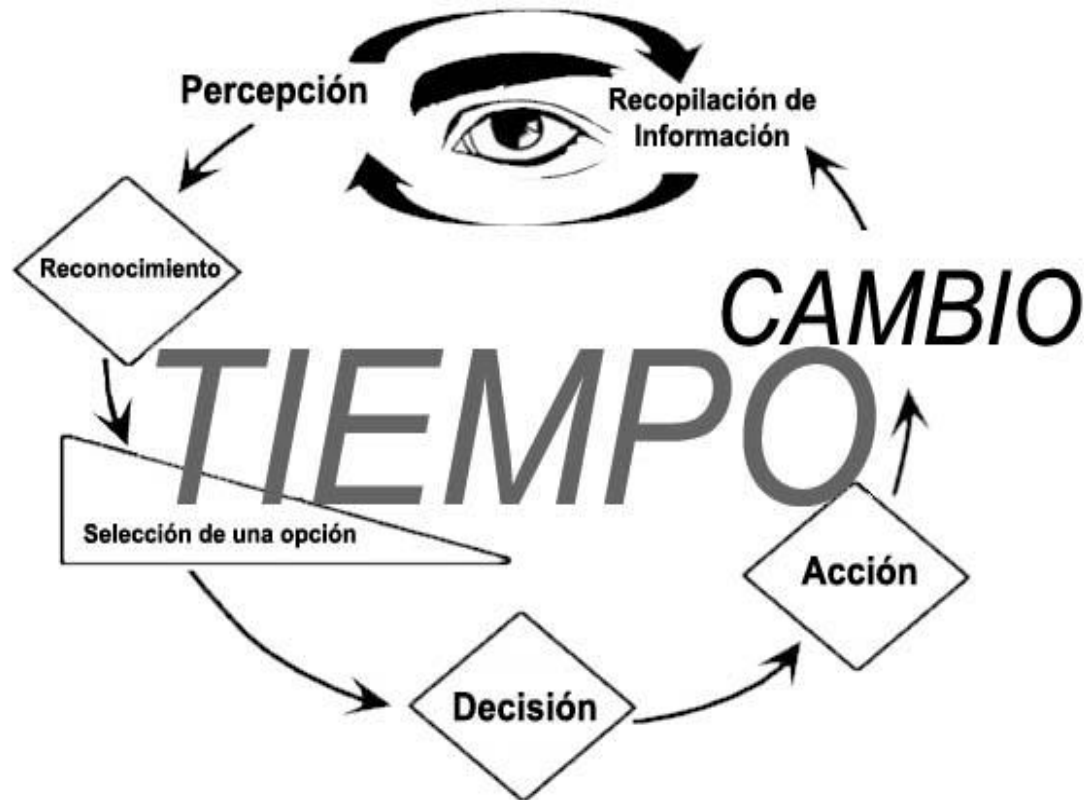 Percepción
Recopilación de
Información
Reconocimiento
CAMBIO
TIEMPO
Selección de una opción
Acción
Decisión